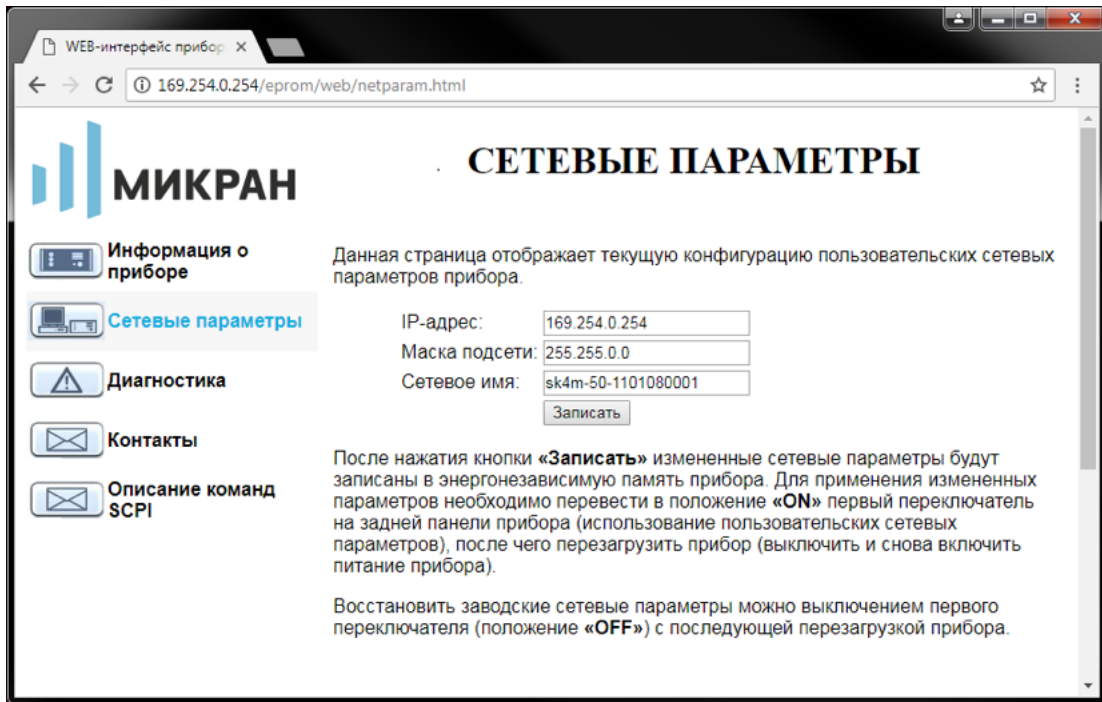 WEB-интерфейс прибор
169.254.0.254/eprom/web/netparam.html
МИКРАН
СЕТЕВЫЕ ПАРАМЕТРЫ
Информация о
приборе
Сетевые параметры
Диагностика
Контакты
Описание команд
SCPI
Данная страница отображает текущую конфигурацию пользовательских сетевых
параметров прибора.
IP-адрес: 169.254.0.254
Маска подсети: 255.255.0.0
Сетевое имя: sk4m-50-1101080001
Записать
После нажатия кнопки «Записать» измененные сетевые параметры будут
записаны в энергонезависимую память прибора. Для применения измененных
параметров необходимо перевести в положение «ON» первый переключатель
на задней панели прибора (использование пользовательских сетевых
параметров), после чего перезагрузить прибор (выключить и снова включить
питание прибора).
Восстановить заводские сетевые параметры можно выключением первого
переключателя (положение «OFF») с последующей перезагрузкой прибора.